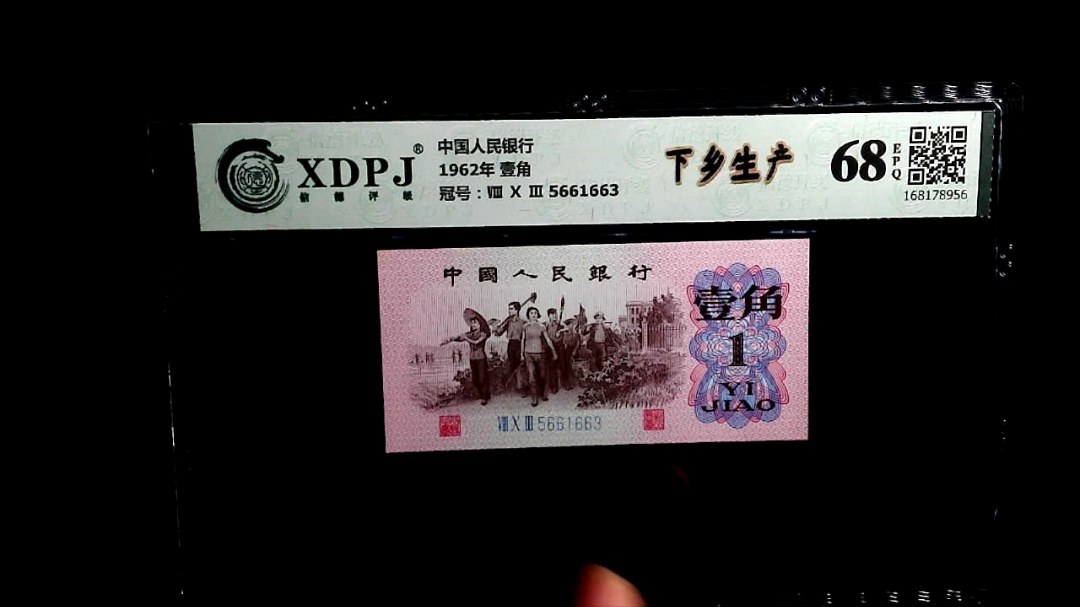 XDPJ®
信德评级
中国人民银行
1962年 壹角
冠号：Ⅷ Ⅹ Ⅲ 5661663
下乡生产
68
EPQ
168178956
中國人民銀行
壹角
1
YI
JIAO
Ⅷ Ⅹ Ⅲ 5661663